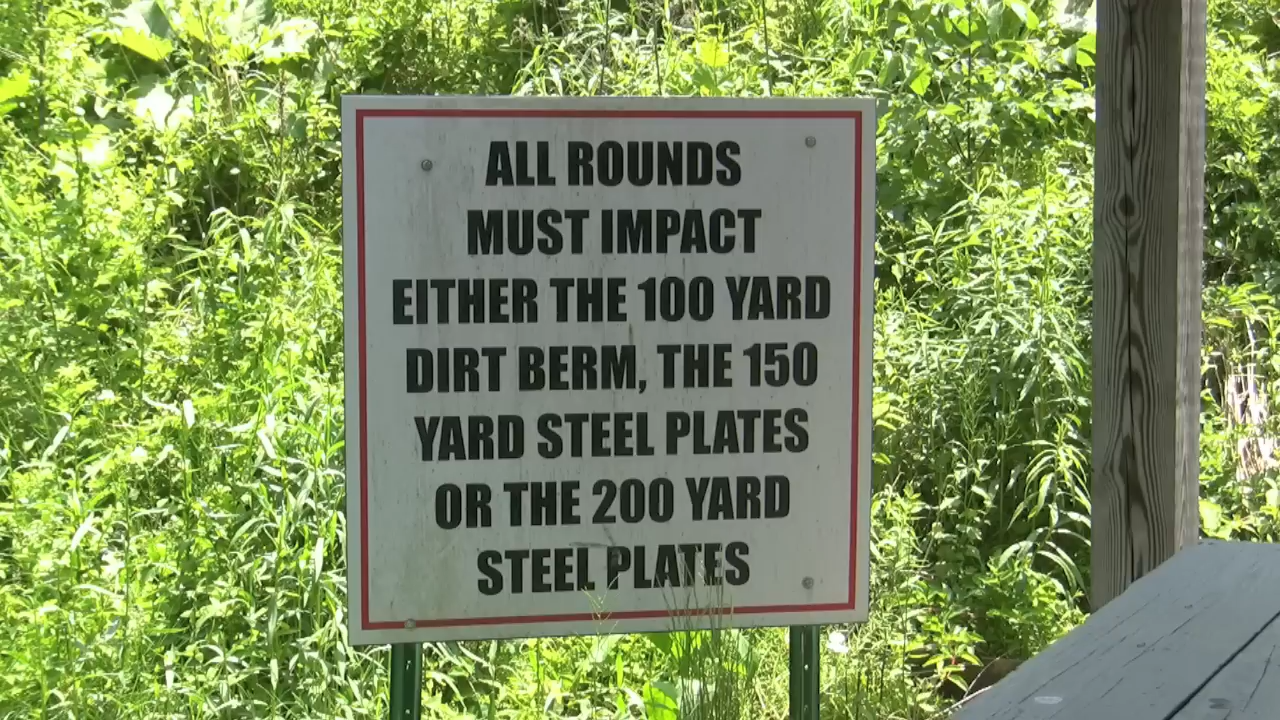 ALL ROUNDS
MUST IMPACT
EITHER THE 100 YARD
DIRT BERM, THE 150
YARD STEEL PLATES
OR THE 200 YARD
STEEL PLATES